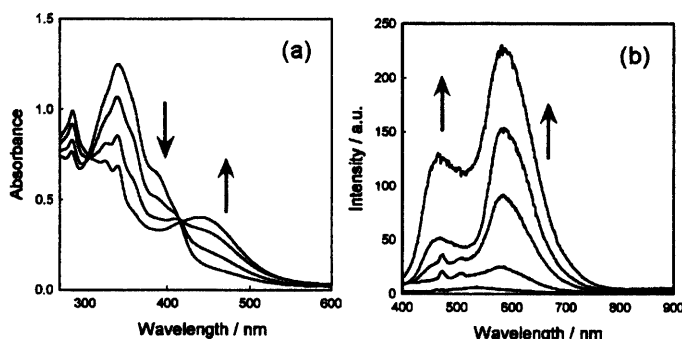 (a)
Absorbance
1.5
1.0
0.5
0.0
300 400 500 600
Wavelength / nm
(b)
Intensity / a.u.
250
200
150
100
50
0
400 500 600 700 800 900
Wavelength / nm